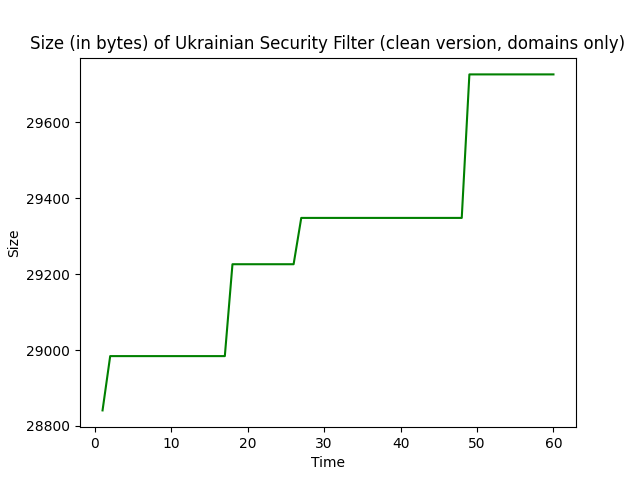 Size (in bytes) of Ukrainian Security Filter (clean version, domains only)
29600
29400
29200
29000
28800
Size
0 10 20 30 40 50 60
Time